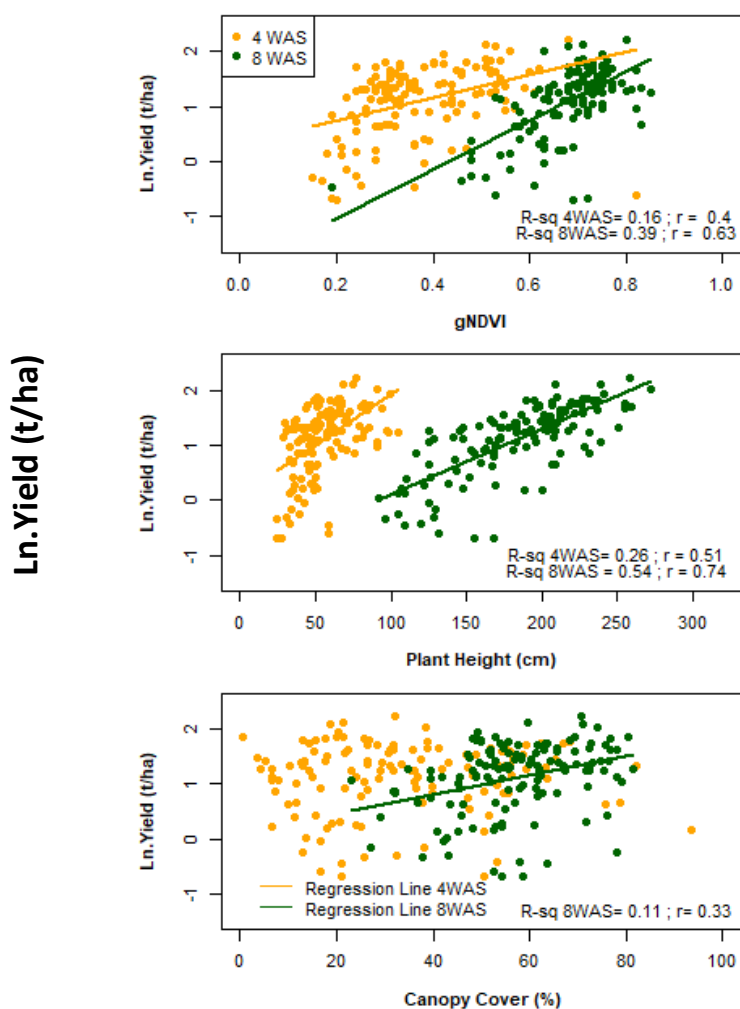 Ln.Yield (t/ha)
4 WAS
8 WAS
Ln.Yield (t/ha)
2
1
0
-1
R-sq 4WAS= 0.16 ; r = 0.4
R-sq 8WAS= 0.39 ; r = 0.63
0.0 0.2 0.4 0.6 0.8 1.0
gNDVI
Ln.Yield (t/ha)
2
1
0
-1
R-sq 4WAS= 0.26 ; r = 0.51
R-sq 8WAS = 0.54 ; r = 0.74
0 50 100 150 200 250 300
Plant Height (cm)
Ln.Yield (t/ha)
2
1
0
-1
Regression Line 4WAS
Regression Line 8WAS
R-sq 8WAS= 0.11 ; r= 0.33
0 20 40 60 80 100
Canopy Cover (%)